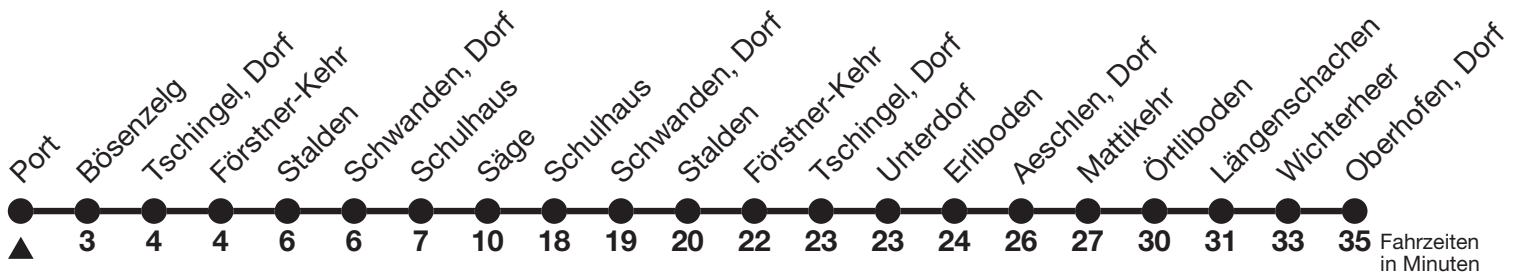 Port
Bösenzelg
Tschingel, Dorf
Förstner-Kehr
Stalden
Schwanden, Dorf
Schulhaus
Säge
Schulhaus
Schwanden, Dorf
Stalden
Förstner-Kehr
Tschingel, Dorf
Unterdorf
Erliboden
Aeschlen, Dorf
Mattikehr
Örtliboden
Längenschachen
Wichterheer
Oberhofen, Dorf
3 4 4 6 6 7 10 18 19 20 22 23 23 24 26 27 30 31 33 35 Fahrzeiten
in Minuten